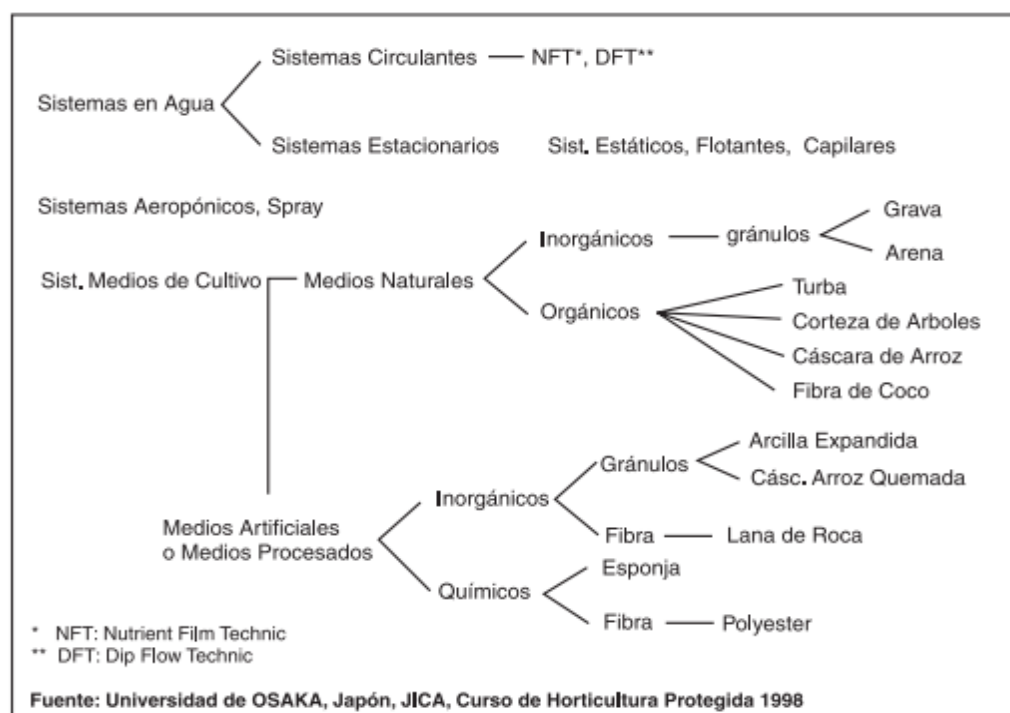 Sistemas Circulantes NFT*, DFT**
Sistemas en Agua
Sistemas Estacionarios Sist. Estáticos, Flotantes, Capilares
Sistemas Aeropónicos, Spray
Grava
Inorgánicos gránulos
Arena
Sist. Medios de Cultivo Medios Naturales
Turba
Orgánicos
Corteza de Arboles
Cáscara de Arroz
Fibra de Coco
Arcilla Expandida
Gránulos
Cásc. Arroz Quemada
Inorgánicos
Medios Artificiales
o Medios Procesados
Fibra Lana de Roca
Esponja
Químicos
Fibra Polyester
* NFT: Nutrient Film Technic
** DFT: Dip Flow Technic
Fuente: Universidad de OSAKA, Japón, JICA, Curso de Horticultura Protegida 1998